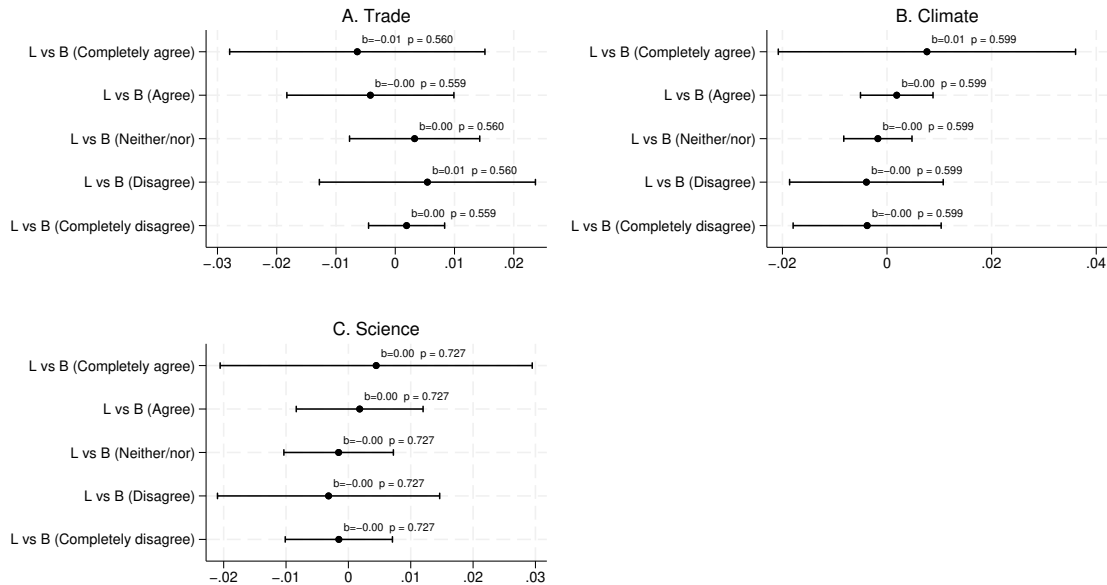 A. Trade
L vs B (Completely agree)
b=−0.01 p = 0.560
L vs B (Agree)
b=−0.00 p = 0.559
L vs B (Neither/nor)
b=0.00 p = 0.560
L vs B (Disagree)
b=0.01 p = 0.560
L vs B (Completely disagree)
b=0.00 p = 0.559
−.03 −.02 −.01 0 .01 .02
B. Climate
L vs B (Completely agree)
b=0.01 p = 0.599
L vs B (Agree)
b=0.00 p = 0.599
L vs B (Neither/nor)
b=−0.00 p = 0.599
L vs B (Disagree)
b=−0.00 p = 0.599
L vs B (Completely disagree)
b=−0.00 p = 0.599
−.02 0 .02 .04
C. Science
L vs B (Completely agree)
b=0.00 p = 0.727
L vs B (Agree)
b=0.00 p = 0.727
L vs B (Neither/nor)
b=−0.00 p = 0.727
L vs B (Disagree)
b=−0.00 p = 0.727
L vs B (Completely disagree)
b=−0.00 p = 0.727
−.02 −.01 0 .01 .02 .03